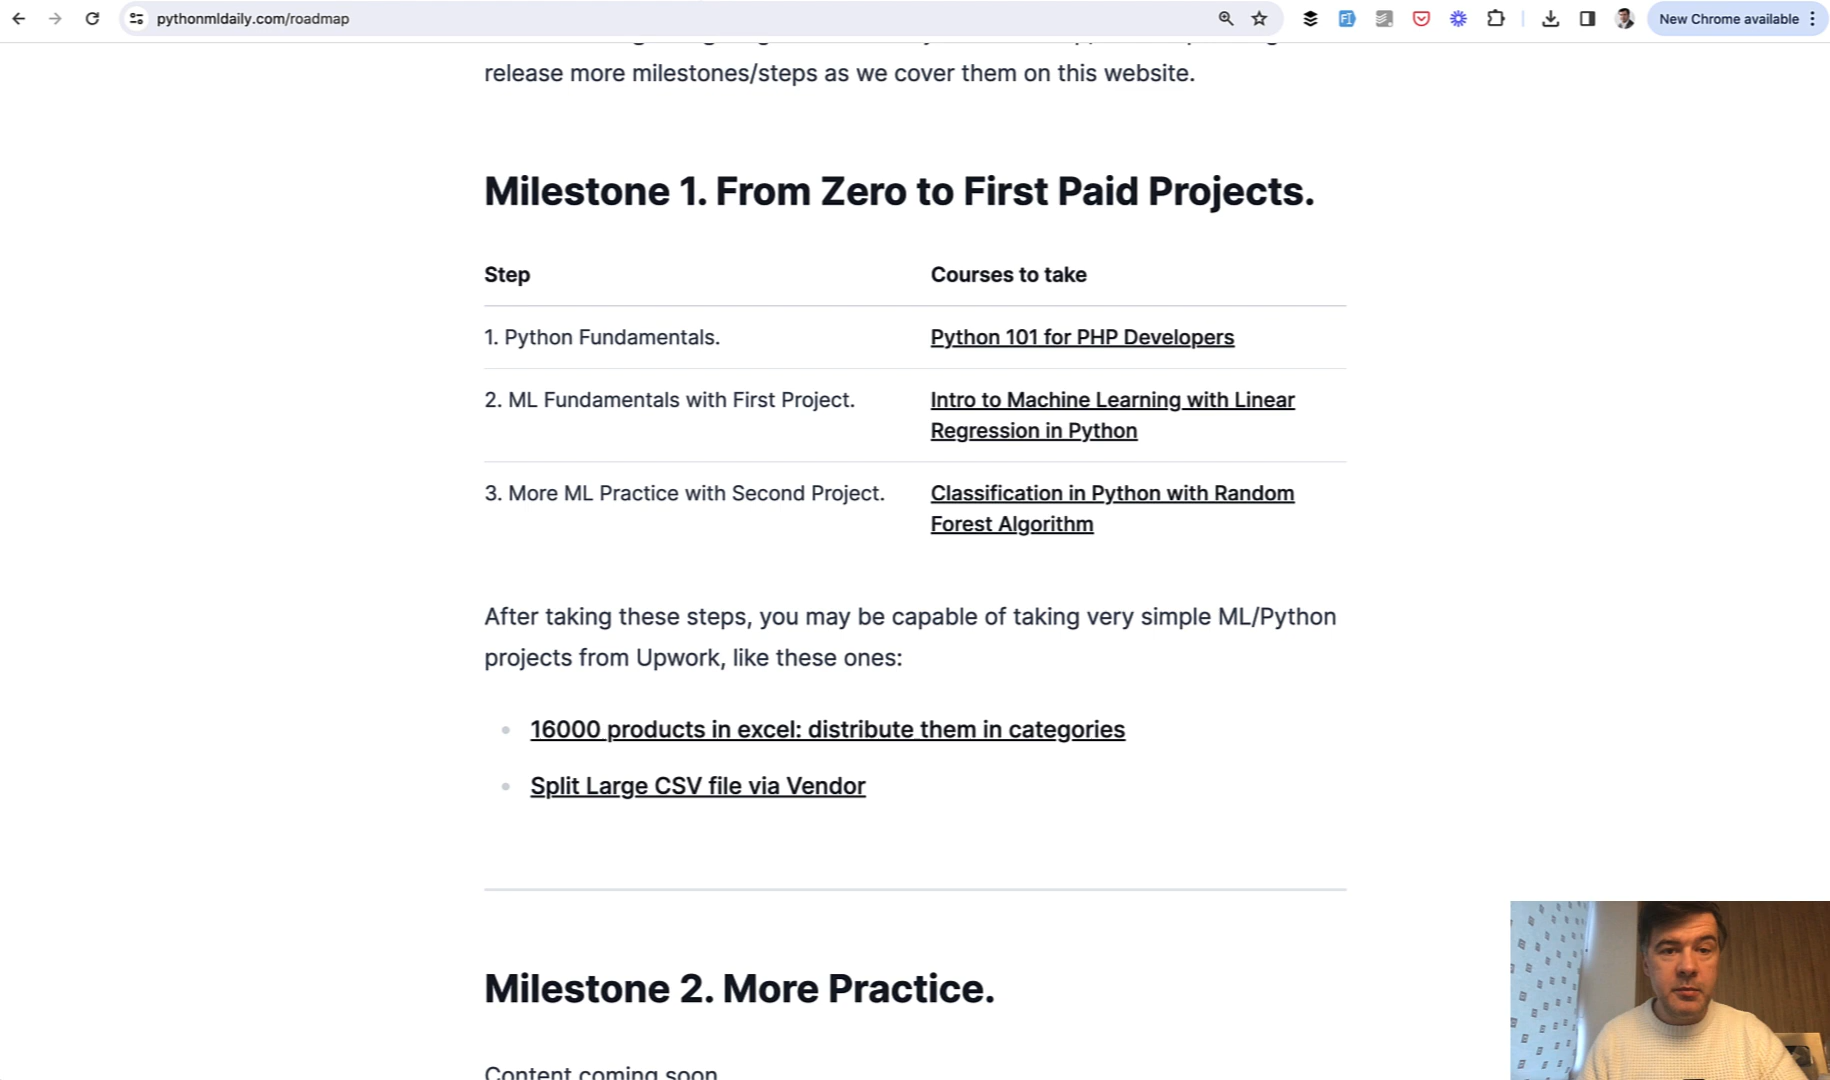 pythonmldaily.com/roadmap
New Chrome available
release more milestones/steps as we cover them on this website.
Milestone 1. From Zero to First Paid Projects.
Step Courses to take
1. Python Fundamentals. Python 101 for PHP Developers
2. ML Fundamentals with First Project. Intro to Machine Learning with Linear
Regression in Python
3. More ML Practice with Second Project. Classification in Python with Random
Forest Algorithm
After taking these steps, you may be capable of taking very simple ML/Python
projects from Upwork, like these ones:
16000 products in excel: distribute them in categories
Split Large CSV file via Vendor
Milestone 2. More Practice.
Content coming soon